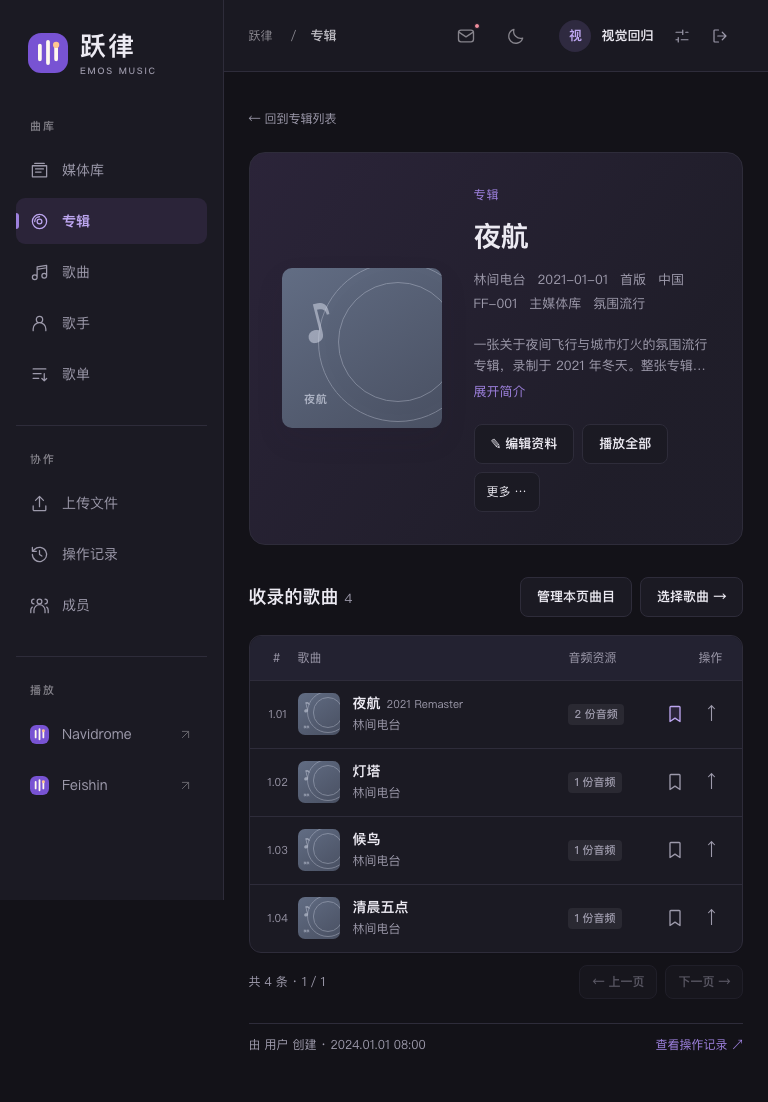 跃律
EMOS MUSIC
曲库
媒体库
专辑
歌曲
歌手
歌单
协作
上传文件
操作记录
成员
播放
Navidrome
Feishin
跃律 / 专辑
视 视觉回归
← 回到专辑列表
夜航
专辑
夜航
林间电台 2021-01-01 首版 中国
FF-001 主媒体库 氛围流行
一张关于夜间飞行与城市灯火的氛围流行
专辑，录制于 2021 年冬天。整张专辑…
展开简介
✎ 编辑资料 播放全部
更多 ···
收录的歌曲 4 管理本页曲目 选择歌曲 →
# 歌曲 音频资源 操作
1.01 夜航 2021 Remaster 2 份音频 ↑
林间电台
1.02 灯塔 1 份音频 ↑
林间电台
1.03 候鸟 1 份音频 ↑
林间电台
1.04 清晨五点 1 份音频 ↑
林间电台
共 4 条 · 1 / 1 ← 上一页 下一页 →
由 用户 创建 · 2024.01.01 08:00 查看操作记录 ↗